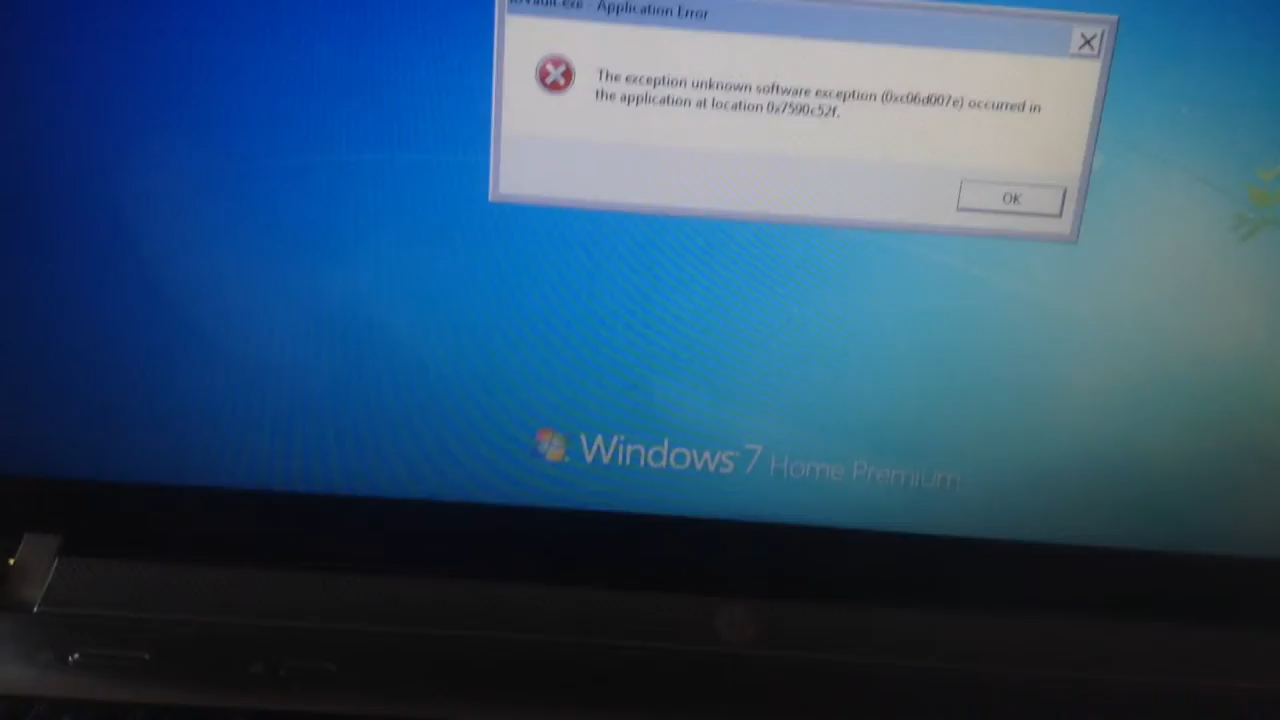 - Application Error
The exception unknown software exception (0xc06d007e) occurred in
the application at location 0x7590c52f.
OK
Windows 7 Home Premium